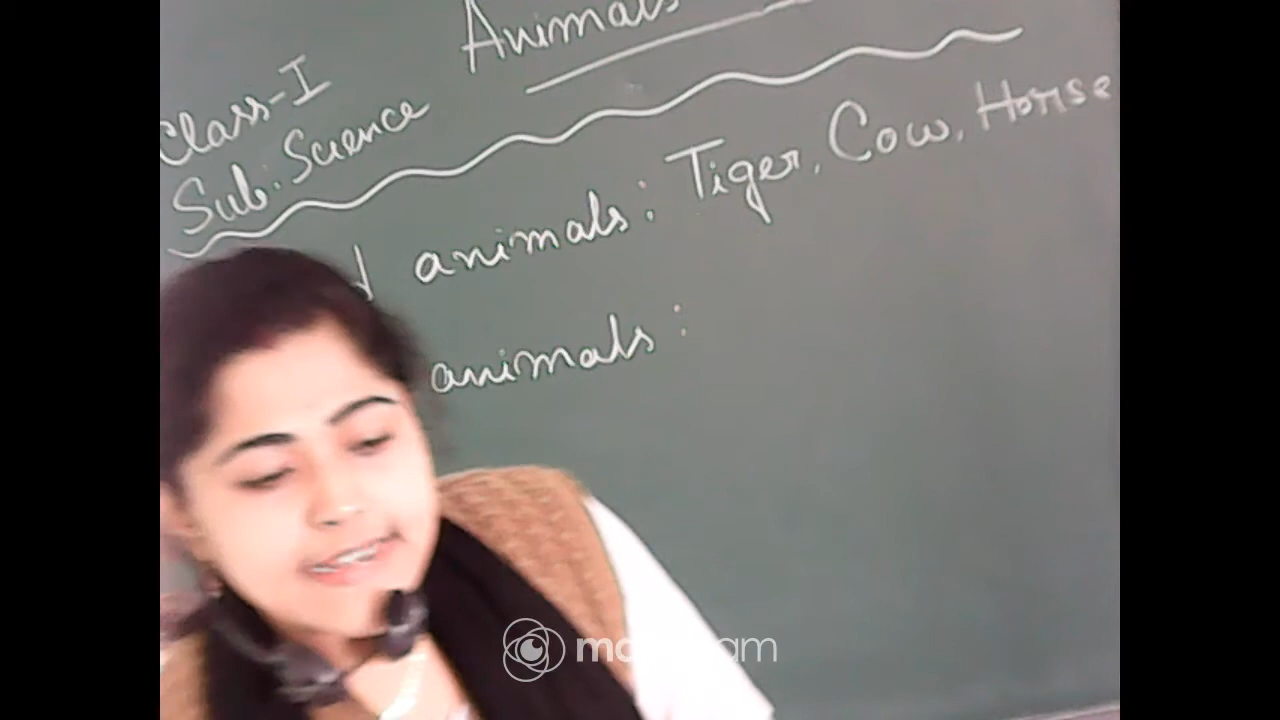 Animals
Class-I
Sub: Science
animals: Tiger, Cow, Horse
animals: